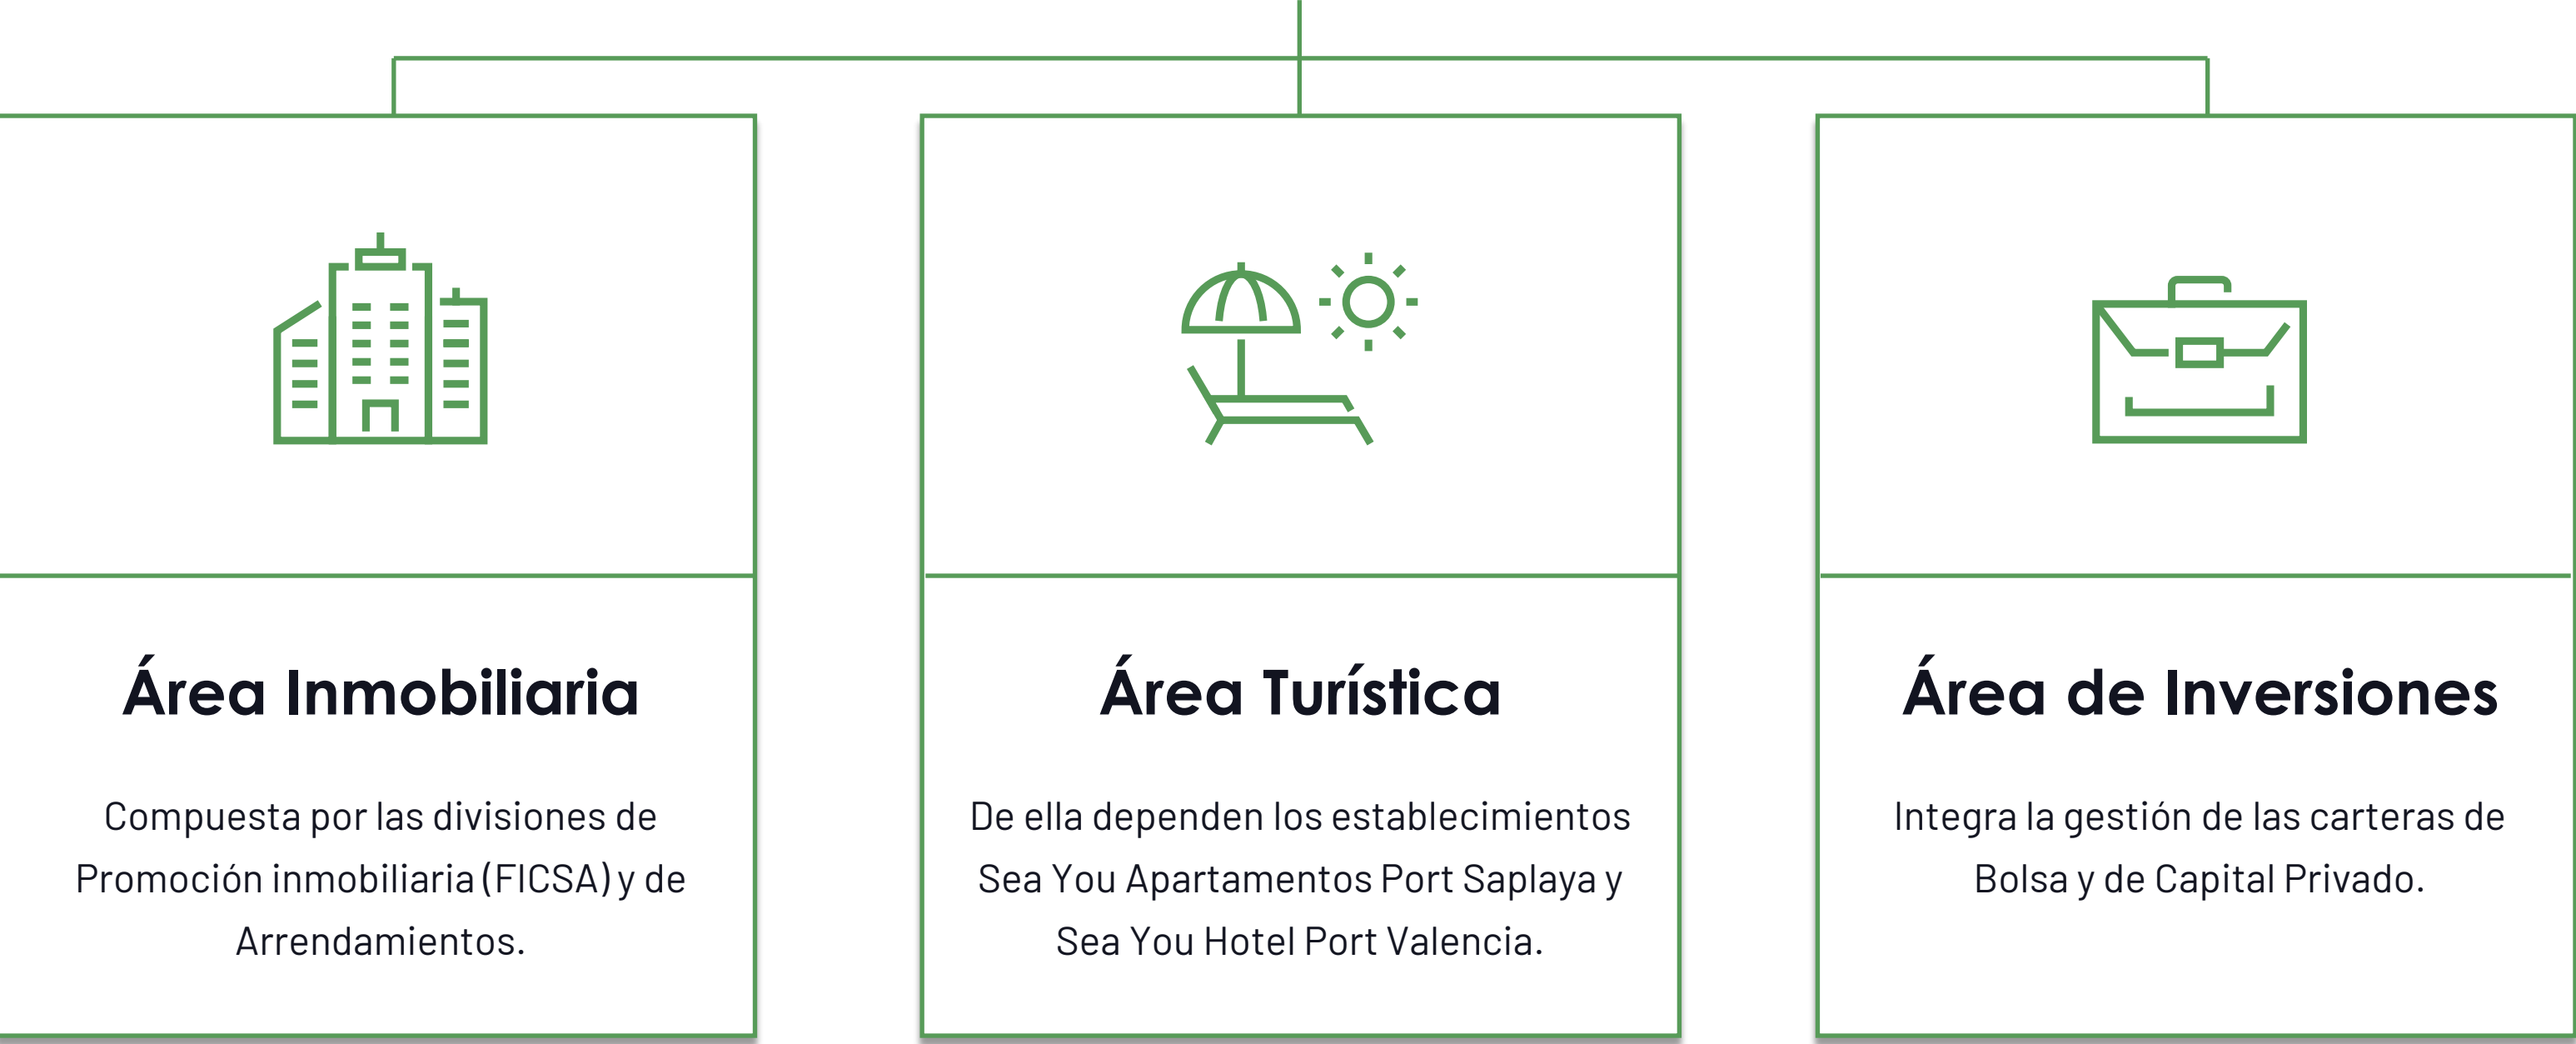 Área Inmobiliaria
Compuesta por las divisiones de
Promoción inmobiliaria (FICSA) y de
Arrendamientos.
Área Turística
De ella dependen los establecimientos
Sea You Apartamentos Port Saplaya y
Sea You Hotel Port Valencia.
Área de Inversiones
Integra la gestión de las carteras de
Bolsa y de Capital Privado.